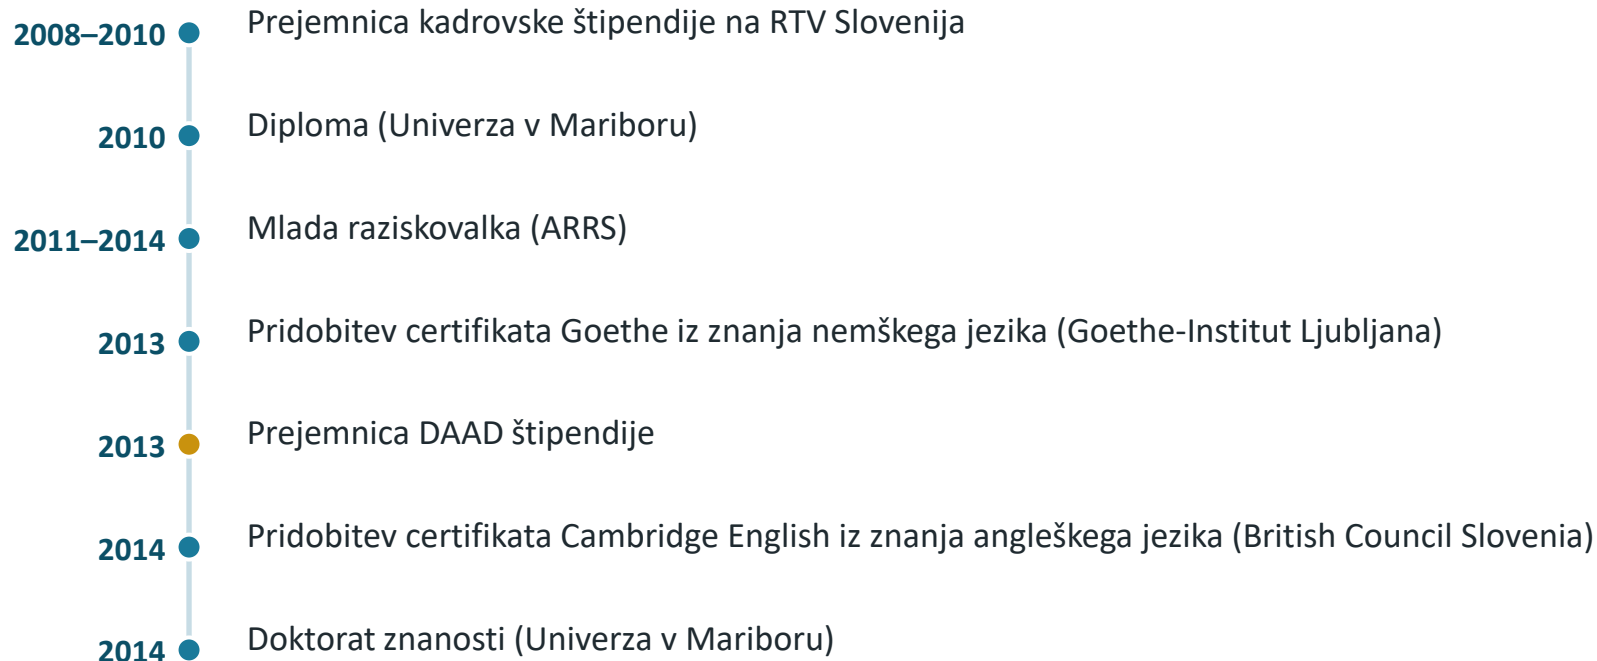 2008–2010 Prejemnica kadrovske štipendije na RTV Slovenija
2010 Diploma (Univerza v Mariboru)
2011–2014 Mlada raziskovalka (ARRS)
2013 Pridobitev certifikata Goethe iz znanja nemškega jezika (Goethe-Institut Ljubljana)
2013 Prejemnica DAAD štipendije
2014 Pridobitev certifikata Cambridge English iz znanja angleškega jezika (British Council Slovenia)
2014 Doktorat znanosti (Univerza v Mariboru)